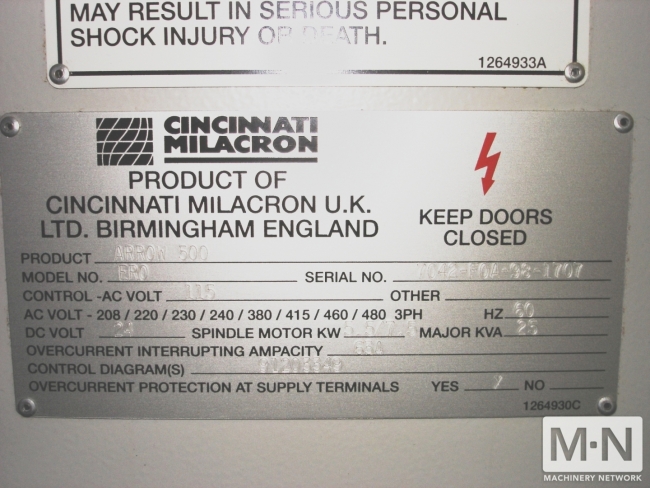 MAY RESULT IN SERIOUS PERSONAL
SHOCK INJURY OR DEATH.
1264933A
CINCINNATI
MILACRON
PRODUCT OF
CINCINNATI MILACRON U.K.
LTD. BIRMINGHAM ENGLAND
KEEP DOORS
CLOSED
PRODUCT ARROW 500
MODEL NO. ERO SERIAL NO.
CONTROL -AC VOLT 115 OTHER
AC VOLT - 208 / 220 / 230 / 240 / 380 / 415 / 460 / 480 3PH HZ 60
DC VOLT 24 SPINDLE MOTOR KW MAJOR KVA
OVERCURRENT INTERRUPTING AMPACITY
CONTROL DIAGRAM(S)
OVERCURRENT PROTECTION AT SUPPLY TERMINALS YES NO
1264930C
M·N
MACHINERY NETWORK